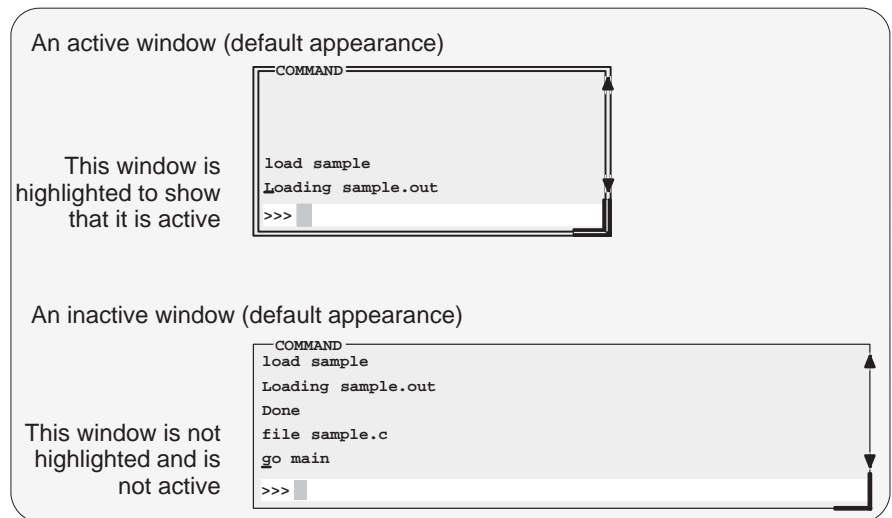 An active window (default appearance)
COMMAND
load sample
Loading sample.out
>>>
This window is
highlighted to show
that it is active
An inactive window (default appearance)
COMMAND
load sample
Loading sample.out
Done
file sample.c
go main
>>>
This window is not
highlighted and is
not active